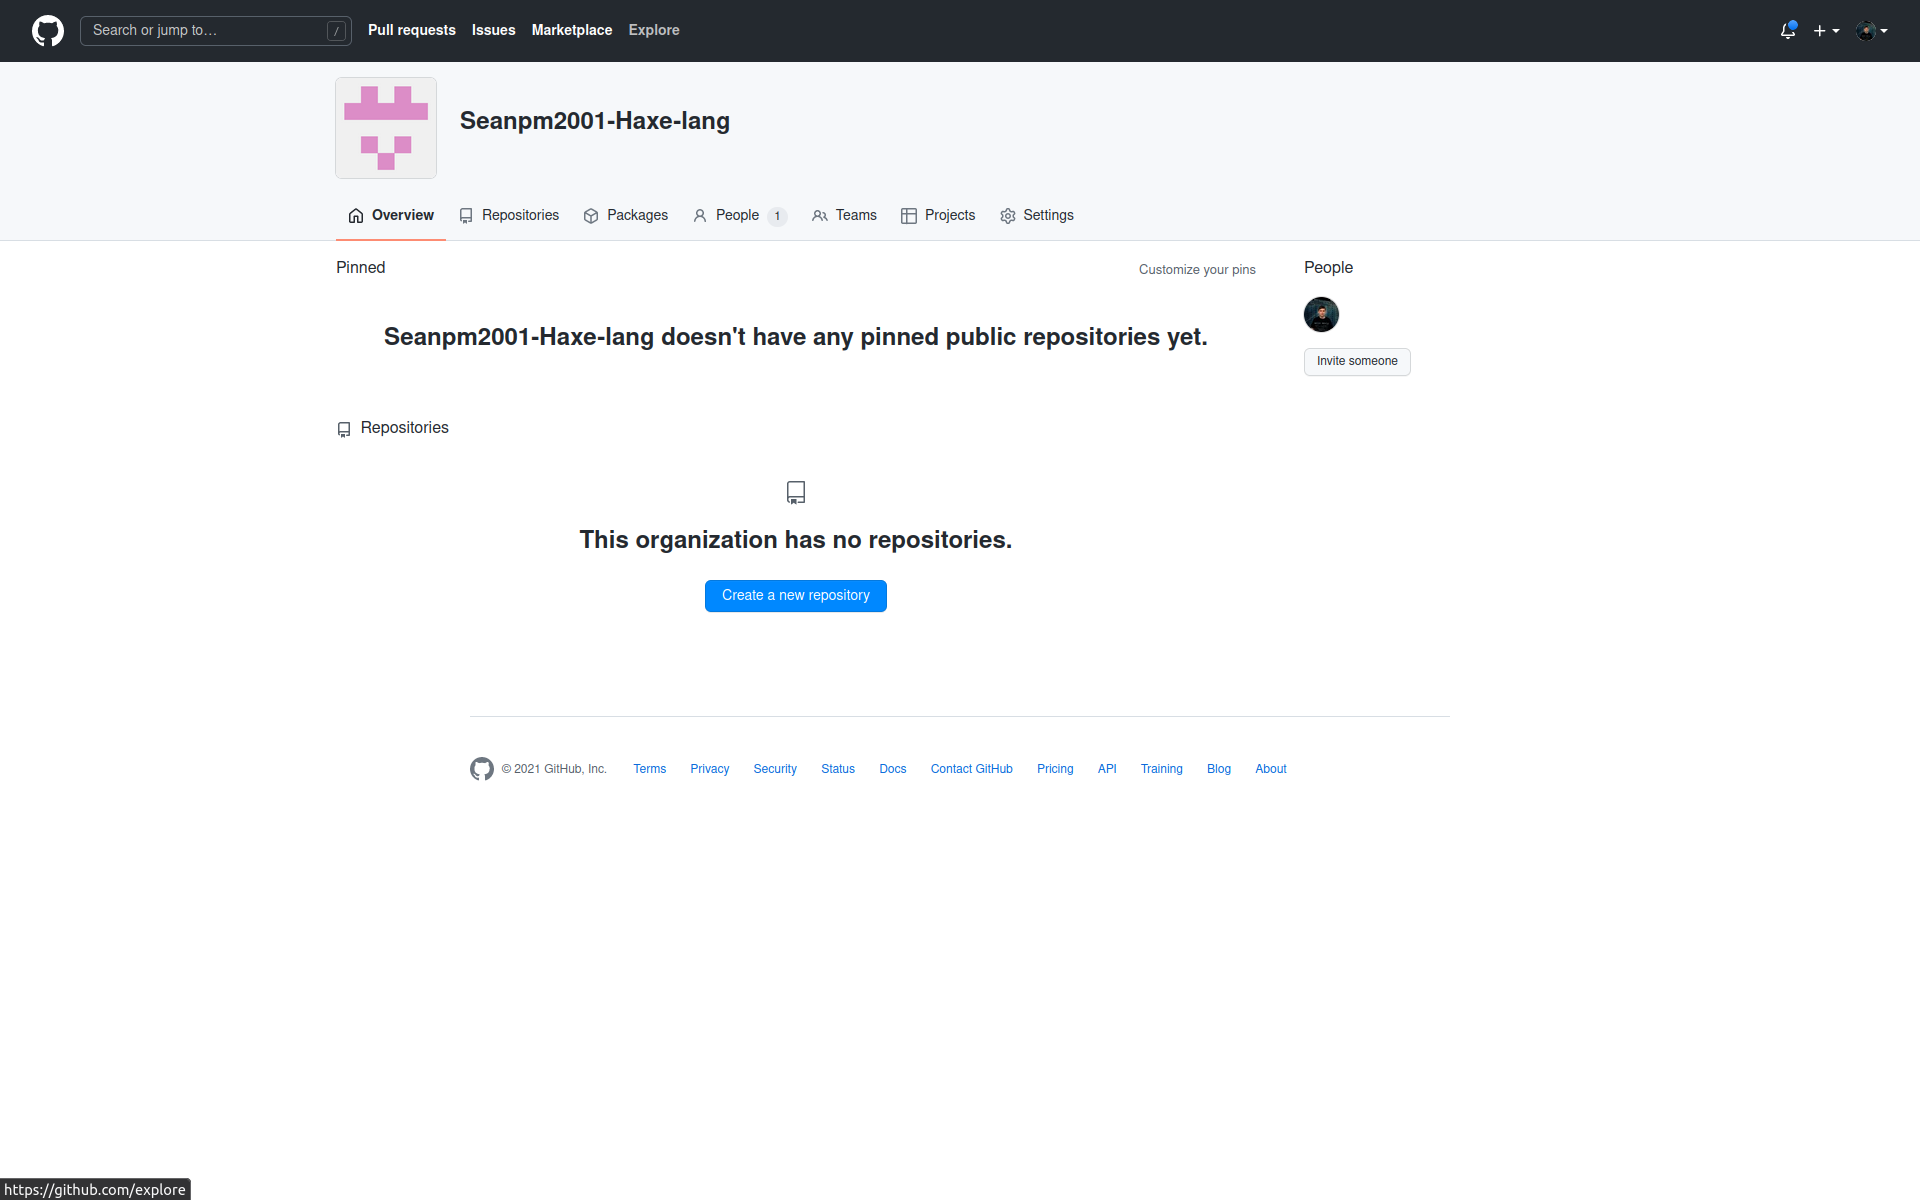 Search or jump to… /
Pull requests Issues Marketplace Explore
Seanpm2001-Haxe-lang
Overview Repositories Packages People 1 Teams Projects Settings
Pinned
Customize your pins
Seanpm2001-Haxe-lang doesn't have any pinned public repositories yet.
People
Invite someone
Repositories
This organization has no repositories.
Create a new repository
© 2021 GitHub, Inc. Terms Privacy Security Status Docs Contact GitHub Pricing API Training Blog About
https://github.com/explore